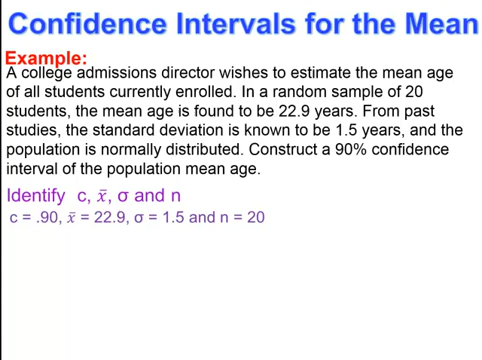 Confidence Intervals for the Mean
Example:
A college admissions director wishes to estimate the mean age
of all students currently enrolled. In a random sample of 20
students, the mean age is found to be 22.9 years. From past
studies, the standard deviation is known to be 1.5 years, and the
population is normally distributed. Construct a 90% confidence
interval of the population mean age.
Identify c, x̄, σ and n
c = .90, x̄ = 22.9, σ = 1.5 and n = 20